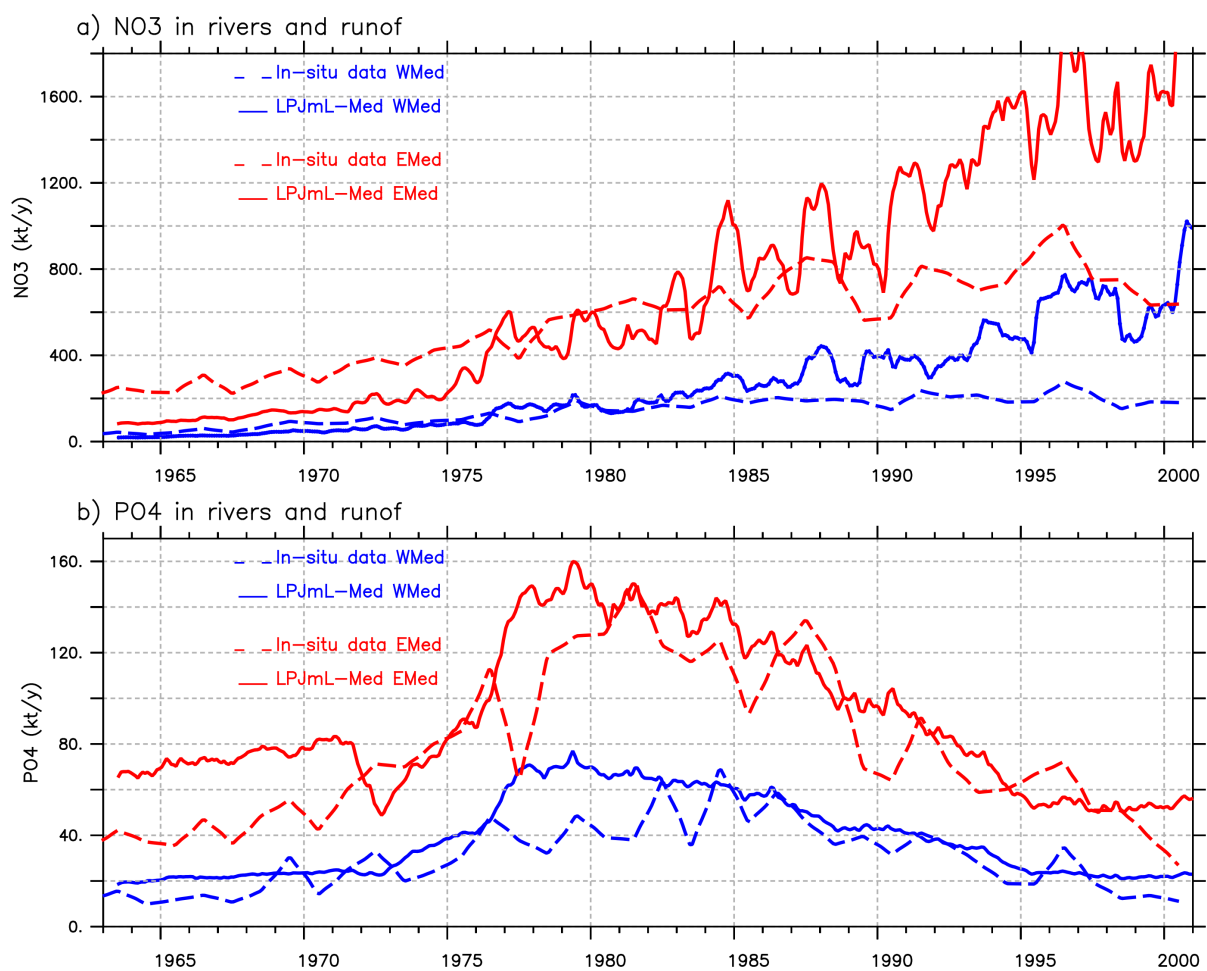 a) NO3 in rivers and runof
In-situ data WMed
LPJmL-Med WMed
In-situ data EMed
LPJmL-Med EMed
NO3 (kt/y)
1600.
1200.
800.
400.
0.
1965 1970 1975 1980 1985 1990 1995 2000
b) PO4 in rivers and runof
In-situ data WMed
LPJmL-Med WMed
In-situ data EMed
LPJmL-Med EMed
PO4 (kt/y)
160.
120.
80.
40.
0.
1965 1970 1975 1980 1985 1990 1995 2000